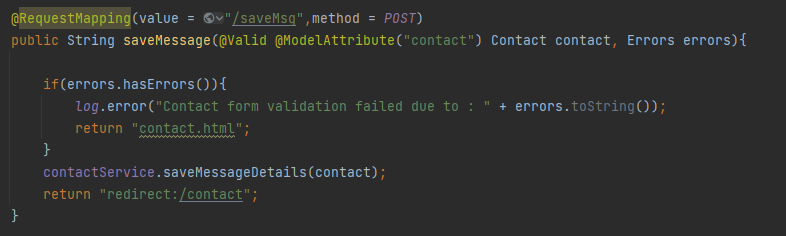 @RequestMapping(value = "/saveMsg",method = POST)
public String saveMessage(@Valid @ModelAttribute("contact") Contact contact, Errors errors){
if(errors.hasErrors()){
log.error("Contact form validation failed due to : " + errors.toString());
return "contact.html";
}
contactService.saveMessageDetails(contact);
return "redirect:/contact";
}